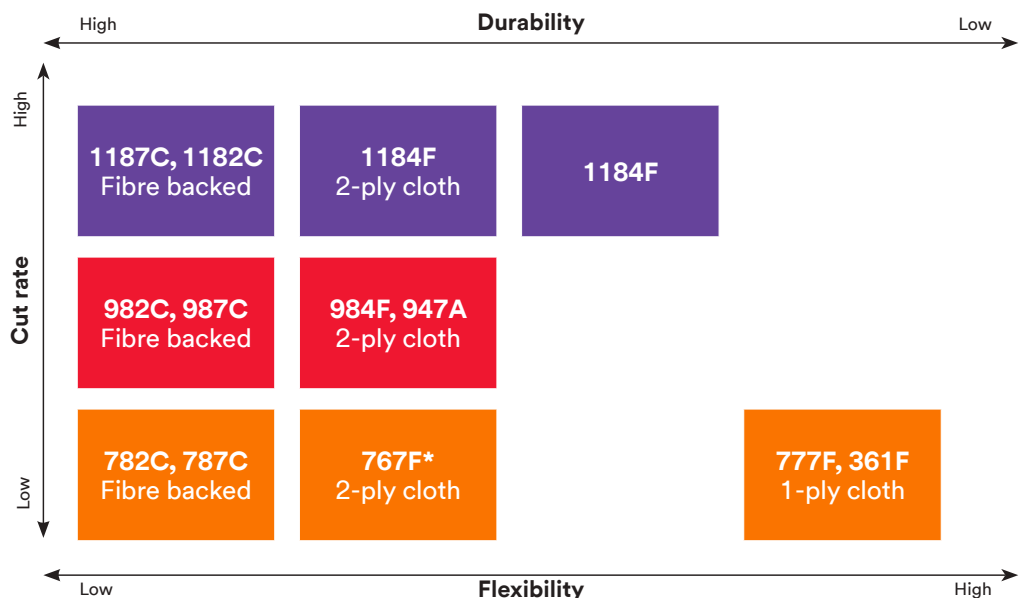 High
Durability
Low
High
1187C, 1182C
Fibre backed
1184F
2-ply cloth
1184F
Cut rate
982C, 987C
Fibre backed
984F, 947A
2-ply cloth
782C, 787C
Fibre backed
767F*
2-ply cloth
777F, 361F
1-ply cloth
Low
Low
Flexibility
High